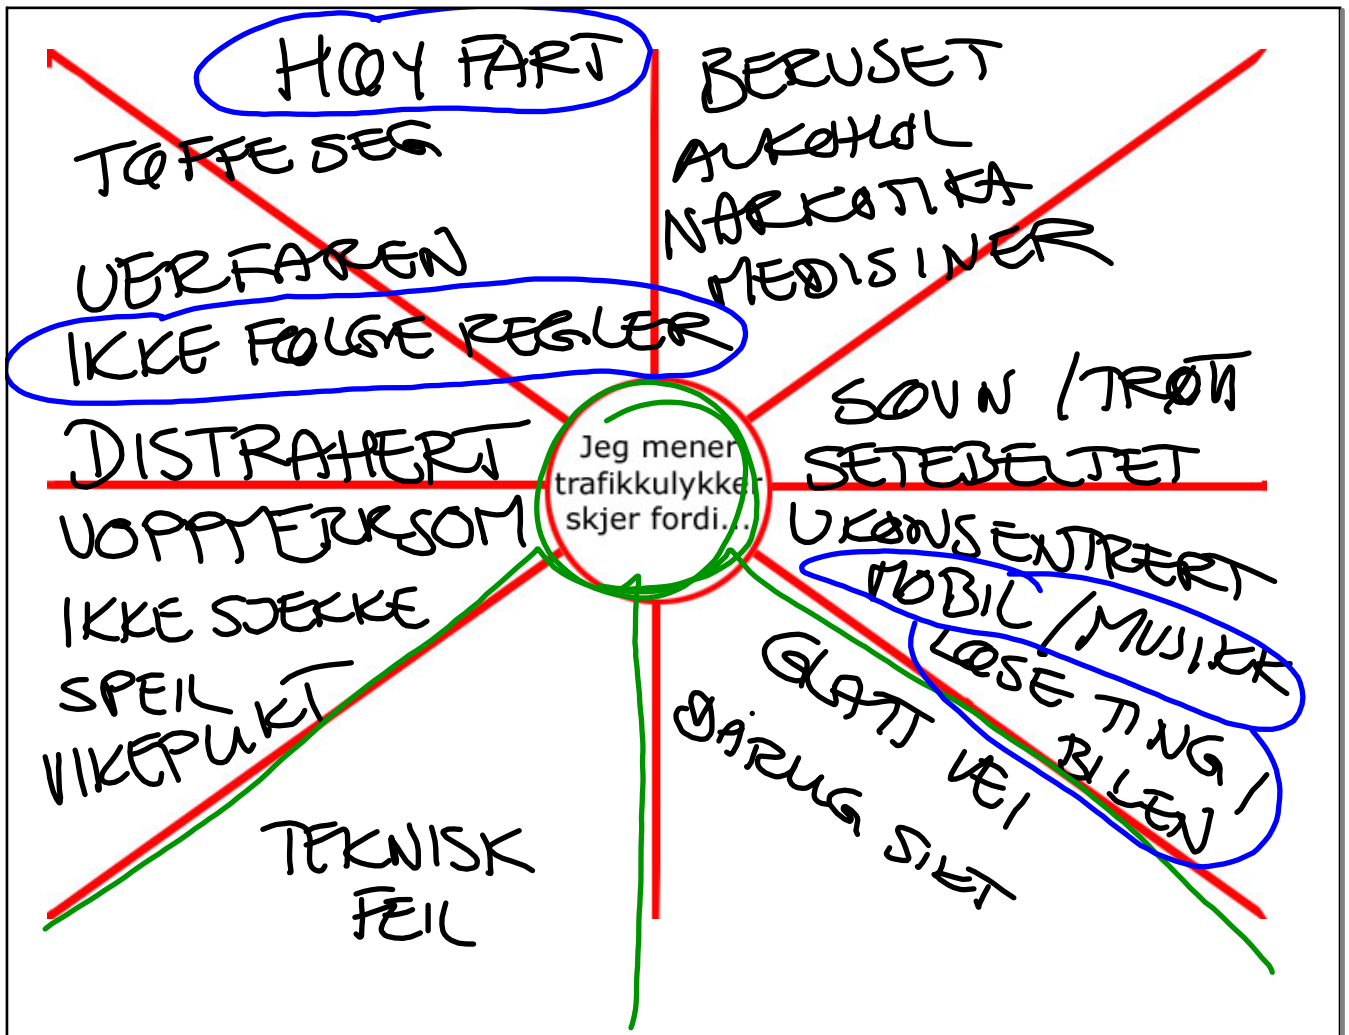 HØY FART
TØFFE SEG
UERFAREN
IKKE FØLGE REGLER
DISTRAHERT
UOPPMERKSOM
IKKE SJEKKE
SPEIL
VIKEPUKT
TEKNISK
FEIL
BERUSET
ALKOHOL
NARKOTIKA
MEDISINER
Jeg mener
trafikkulykker
skjer fordi...
SØVN / TRØTT
SETEBELTET
UKONSENTRERT
MOBIL / MUSIKK
LØSE TING I
BILEN
GLATT VEI
DÅRLIG SIKT